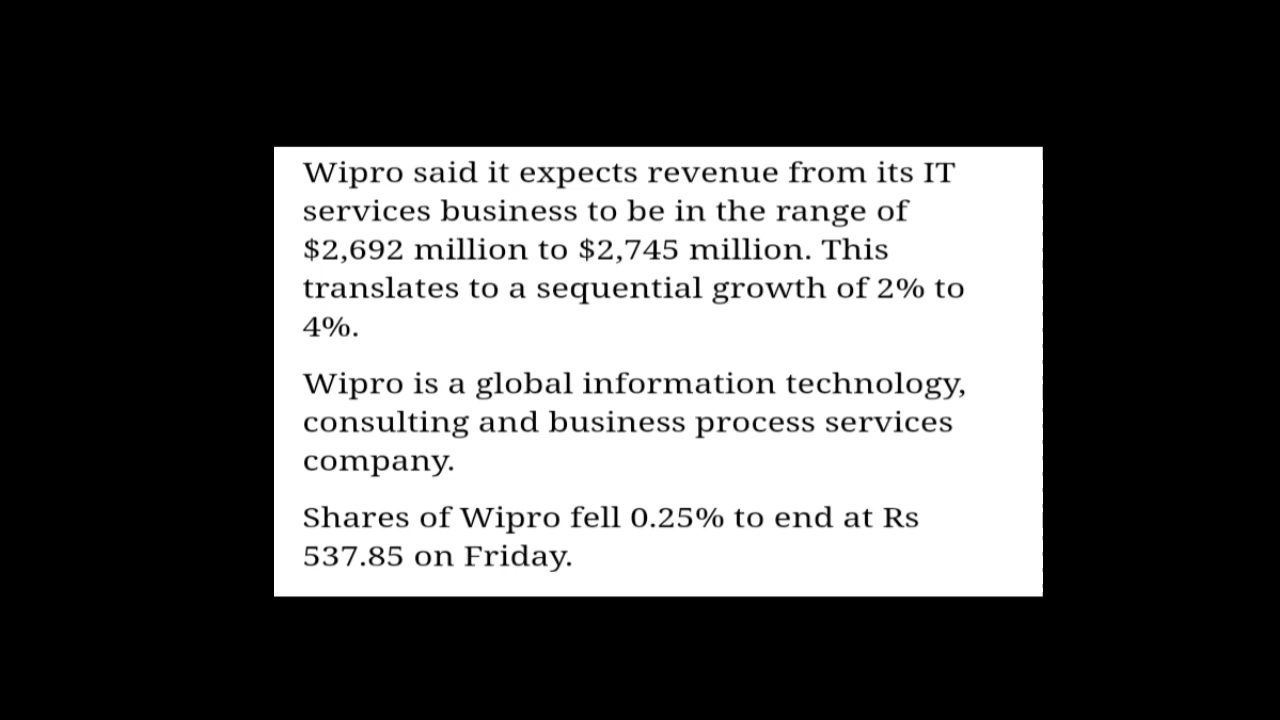 Wipro said it expects revenue from its IT
services business to be in the range of
$2,692 million to $2,745 million. This
translates to a sequential growth of 2% to
4%.
Wipro is a global information technology,
consulting and business process services
company.
Shares of Wipro fell 0.25% to end at Rs
537.85 on Friday.